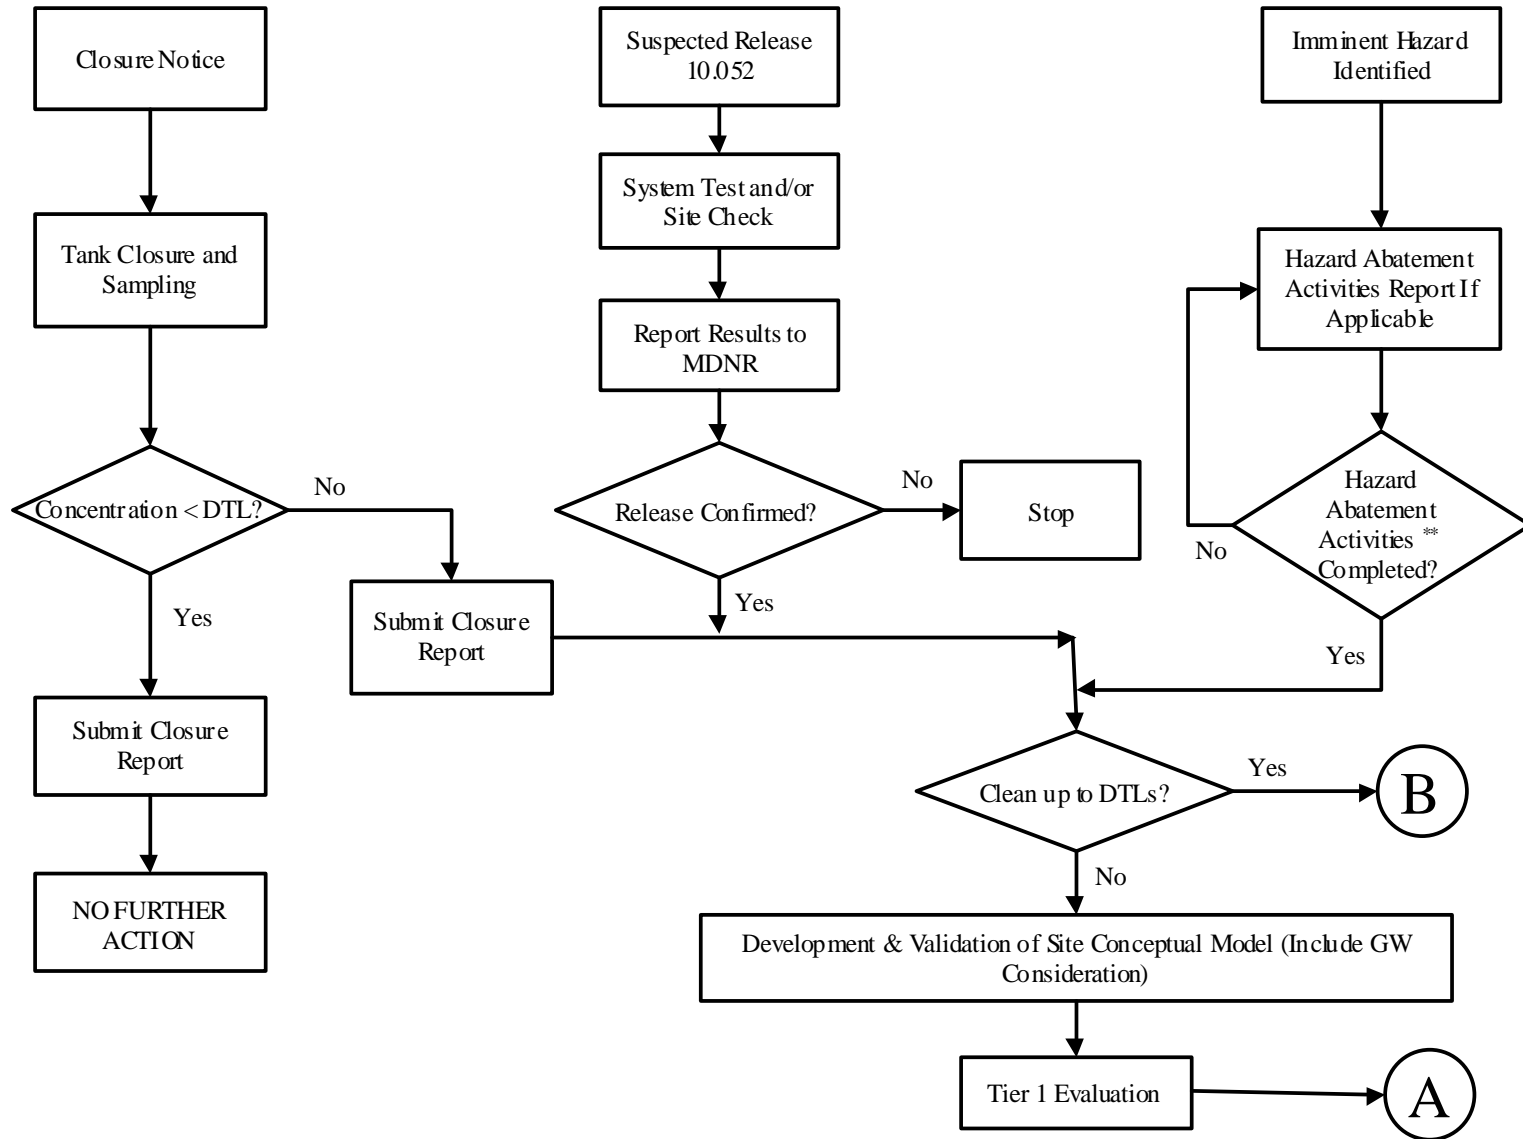 Closure Notice
Suspected Release
10.052
Imminent Hazard
Identified
System Test and/or
Site Check
Tank Closure and
Sampling
Hazard Abatement
Activities Report If
Applicable
Report Results to
MDNR
Concentration < DTL?
No
Release Confirmed?
No
Stop
Hazard
Abatement
Activities **
Completed?
No
Yes
Yes
Submit Closure
Report
Yes
Submit Closure
Report
Clean up to DTLs?
Yes
B
No
NO FURTHER
ACTION
Development & Validation of Site Conceptual Model (Include GW
Consideration)
Tier 1 Evaluation
A